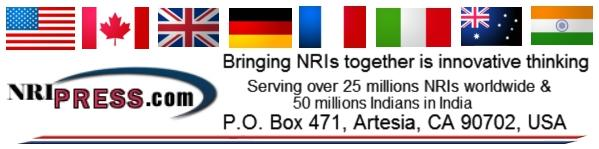 Bringing NRIs together is innovative thinking
NRIPRESS.com
Serving over 25 millions NRIs worldwide &
50 millions Indians in India
P.O. Box 471, Artesia, CA 90702, USA